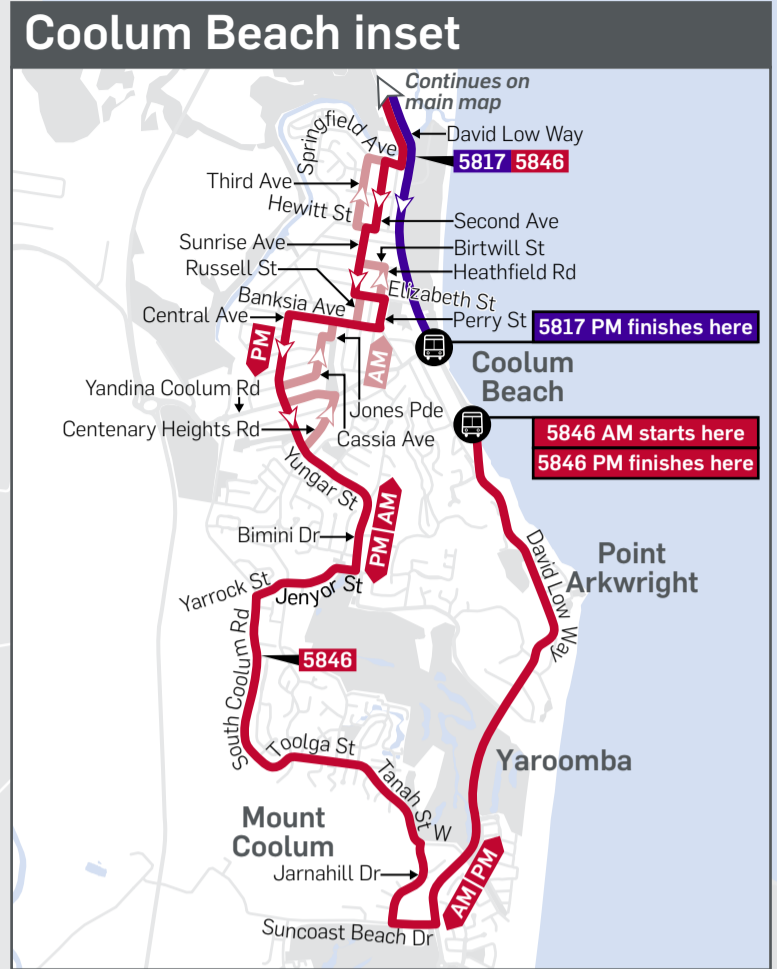 Coolum Beach inset
Continues on
main map
Springfield Ave
David Low Way
5817 5846
Third Ave
Hewitt St
Second Ave
Sunrise Ave
Birtwill St
Russell St
Heathfield Rd
Elizabeth St
Banksia Ave
Central Ave
Perry St
5817 PM finishes here
PM
AM
Coolum
Beach
Yandina Coolum Rd
Jones Pde
Centenary Heights Rd
Cassia Ave
5846 AM starts here
5846 PM finishes here
Yungar St
PM AM
Bimini Dr
David Low Way
Point
Arkwright
Yarrock St
Jenyor St
South Coolum Rd
5846
Toolga St
Yaroomba
Tanah St W
Mount
Coolum
Jarnahill Dr
AM PM
Suncoast Beach Dr